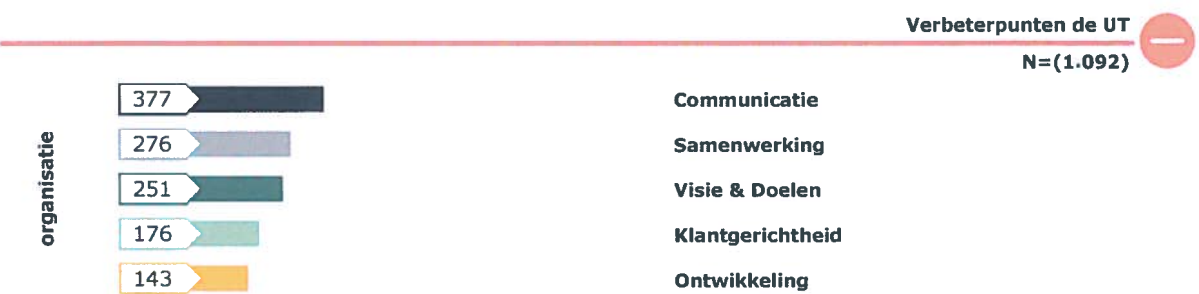 Verbeterpunten de UT
N=(1.092)
organisatie
377 Communicatie
276 Samenwerking
251 Visie & Doelen
176 Klantgerichtheid
143 Ontwikkeling